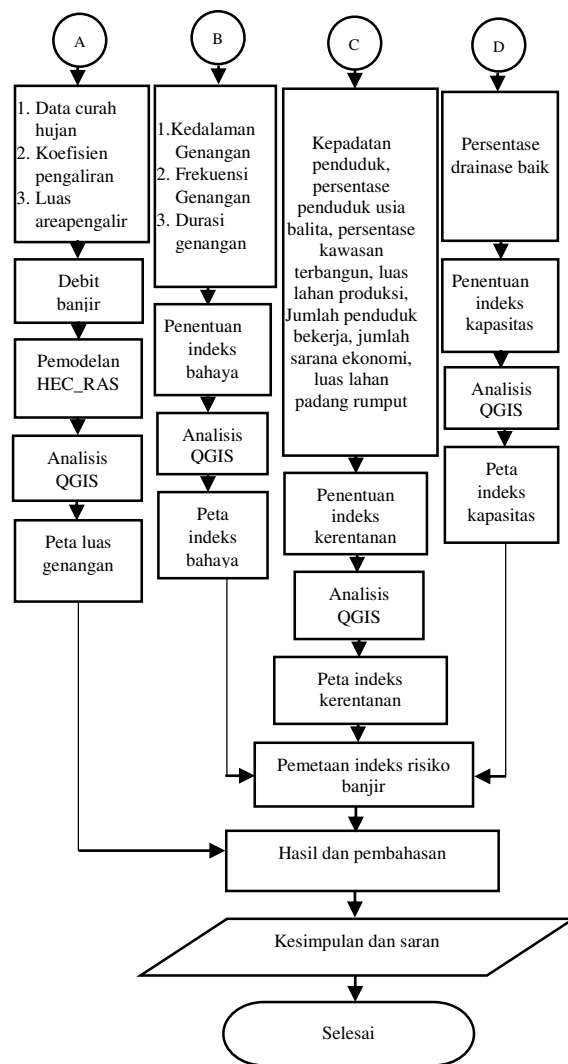 A
B
C
D
1. Data curah
hujan
2. Koefisien
pengaliran
3. Luas
areapengalir
Debit
banjir
Pemodelan
HEC_RAS
Analisis
QGIS
Peta luas
genangan
1.Kedalaman
Genangan
2. Frekuensi
Genangan
3. Durasi
genangan
Penentuan
indeks
bahaya
Analisis
QGIS
Peta
indeks
bahaya
Kepadatan
penduduk,
persentase
penduduk usia
balita, persentase
kawasan
terbangun, luas
lahan produksi,
Jumlah penduduk
bekerja, jumlah
sarana ekonomi,
luas lahan
padang rumput
Penentuan
indeks
kerentanan
Analisis
QGIS
Peta indeks
kerentanan
Persentase
drainase baik
Penentuan
indeks
kapasitas
Analisis
QGIS
Peta
indeks
kapasitas
Pemetaan indeks risiko
banjir
Hasil dan pembahasan
Kesimpulan dan saran
Selesai